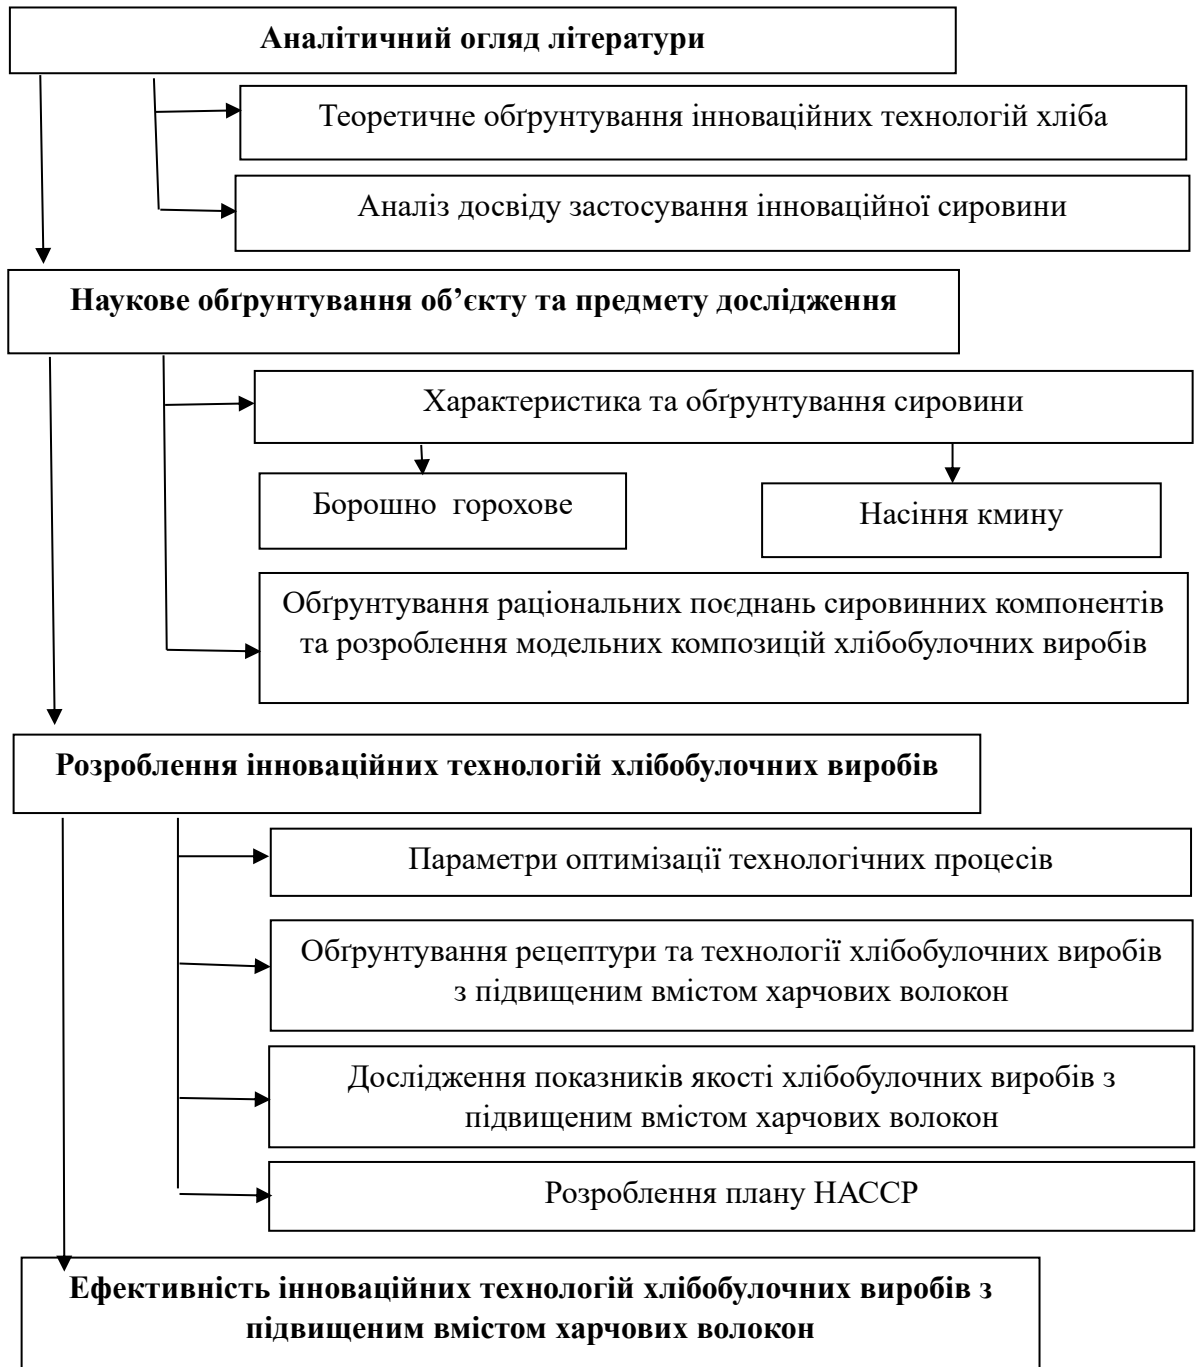 Аналітичний огляд літератури
Теоретичне обґрунтування інноваційних технологій хліба
Аналіз досвіду застосування інноваційної сировини
Наукове обґрунтування об’єкту та предмету дослідження
Характеристика та обґрунтування сировини
Борошно горохове
Насіння кмину
Обґрунтування раціональних поєднань сировинних компонентів
та розроблення модельних композицій хлібобулочних виробів
Розроблення інноваційних технологій хлібобулочних виробів
Параметри оптимізації технологічних процесів
Обґрунтування рецептури та технології хлібобулочних виробів
з підвищеним вмістом харчових волокон
Дослідження показників якості хлібобулочних виробів з
підвищеним вмістом харчових волокон
Розроблення плану НАССР
Ефективність інноваційних технологій хлібобулочних виробів з
підвищеним вмістом харчових волокон